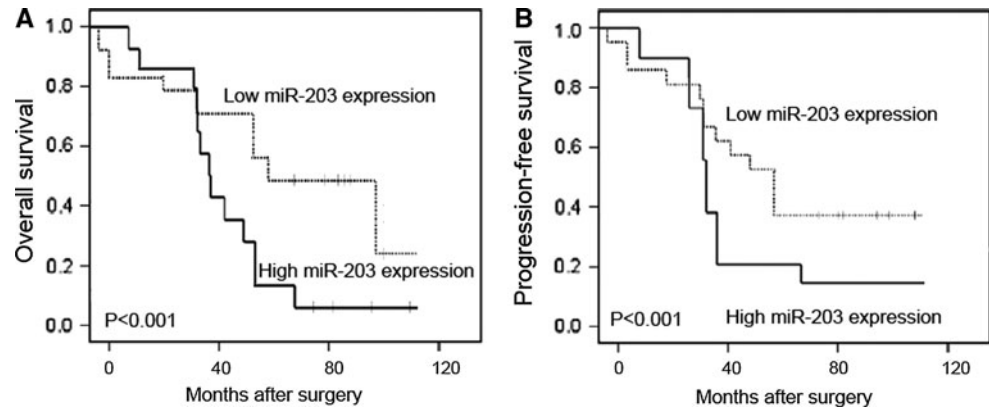 A
Overall survival
1.0
0.8
0.6
0.4
0.2
0.0
Low miR-203 expression
High miR-203 expression
P<0.001
0 40 80 120
Months after surgery
B
Progression-free survival
1.0
0.8
0.6
0.4
0.2
0.0
Low miR-203 expression
P<0.001
High miR-203 expression
0 40 80 120
Months after surgery